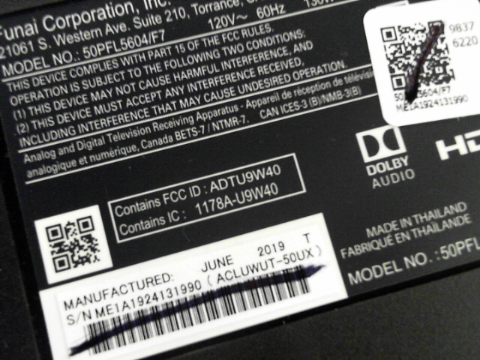 Funai Corporation, Inc.
21061 S. Western Ave. Suite 210, Torrance,
MODEL NO.: 50PFL5604/F7 120V~ 60Hz
THIS DEVICE COMPLIES WITH PART 15 OF THE FCC RULES.
OPERATION IS SUBJECT TO THE FOLLOWING TWO CONDITIONS:
(1) THIS DEVICE MAY NOT CAUSE HARMFUL INTERFERENCE, AND
(2) THIS DEVICE MUST ACCEPT ANY INTERFERENCE RECEIVED,
INCLUDING INTERFERENCE THAT MAY CAUSE UNDESIRED OPERATION.
Analog and Digital Television Receiving Apparatus - Appareil de réception de télévision
analogique et numérique, Canada BETS-7 / NTMR-7. CAN ICES-3 (B)/NMB-3(B)
9837
6220
5604/F7
ME1A1924131990
DOLBY
AUDIO
Contains FCC ID : ADTU9W40
Contains IC : 1178A-U9W40
MADE IN THAILAND
FABRIQUÉ EN THAÏLANDE
MODEL NO. :50PFL
MANUFACTURED: JUNE 2019 T
S/N ME1A1924131990 (ACLUWUT-50UX)